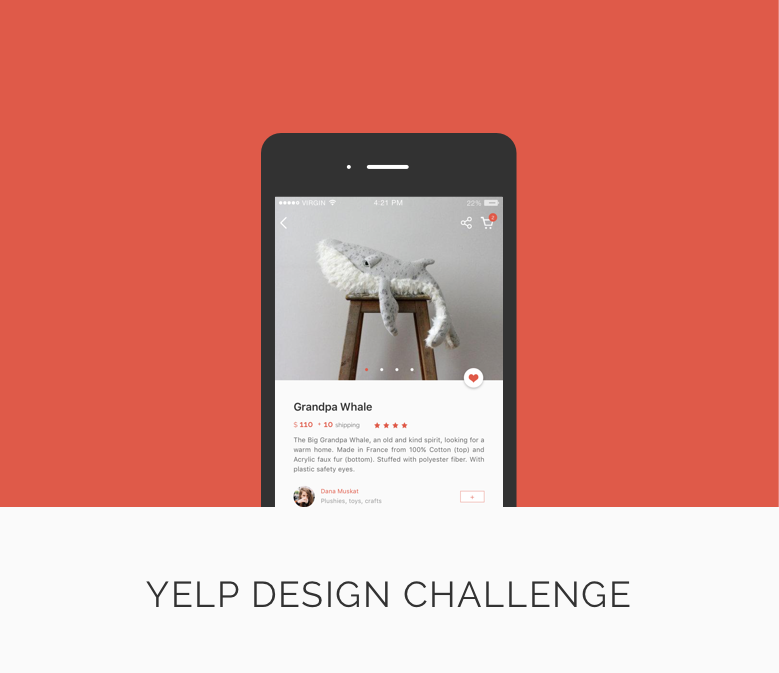 VIRGIN 4:21 PM 22%
2
Grandpa Whale
$ 110 + 10 shipping
The Big Grandpa Whale, an old and kind spirit, looking for a
warm home. Made in France from 100% Cotton (top) and
Acrylic faux fur (bottom). Stuffed with polyester fiber. With
plastic safety eyes.
Dana Muskat
Plushies, toys, crafts
+
YELP DESIGN CHALLENGE